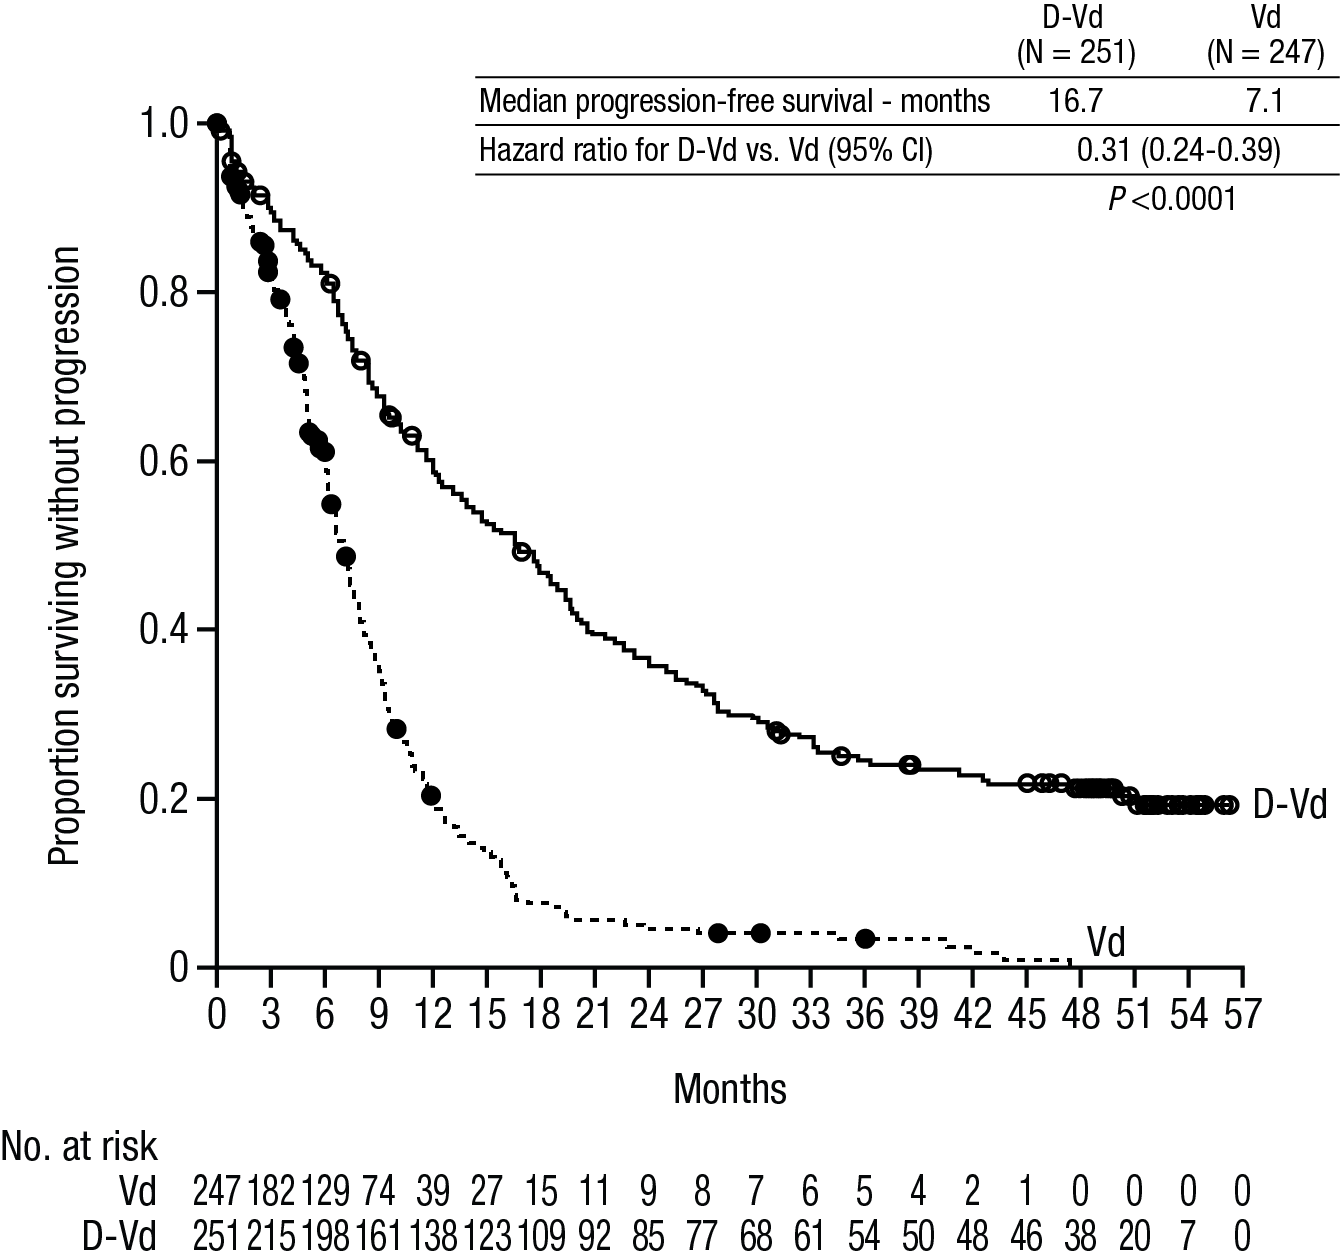 D-Vd Vd
(N = 251) (N = 247)
Median progression-free survival - months 16.7 7.1
Hazard ratio for D-Vd vs. Vd (95% CI) 0.31 (0.24-0.39)
P <0.0001
Proportion surviving without progression
1.0
0.8
0.6
0.4
0.2
0
D-Vd
Vd
0 3 6 9 12 15 18 21 24 27 30 33 36 39 42 45 48 51 54 57
Months
No. at risk
Vd 247 182 129 74 39 27 15 11 9 8 7 6 5 4 2 1 0 0 0 0
D-Vd 251 215 198 161 138 123 109 92 85 77 68 61 54 50 48 46 38 20 7 0